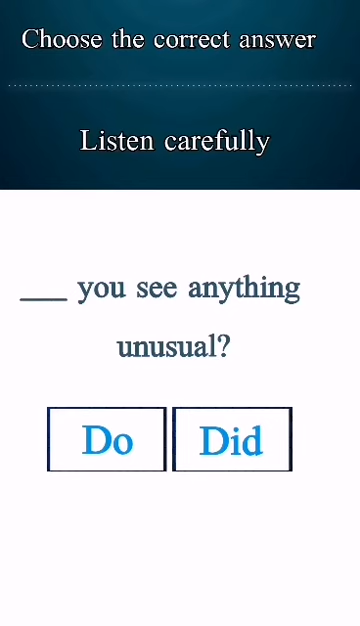 Choose the correct answer
Listen carefully
___ you see anything
unusual?
Do Did